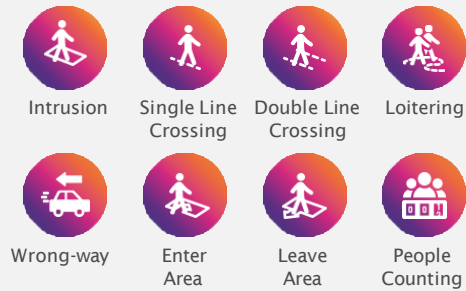 Intrusion
Single Line
Crossing
Double Line
Crossing
Loitering
Wrong-way
Enter
Area
Leave
Area
People
Counting